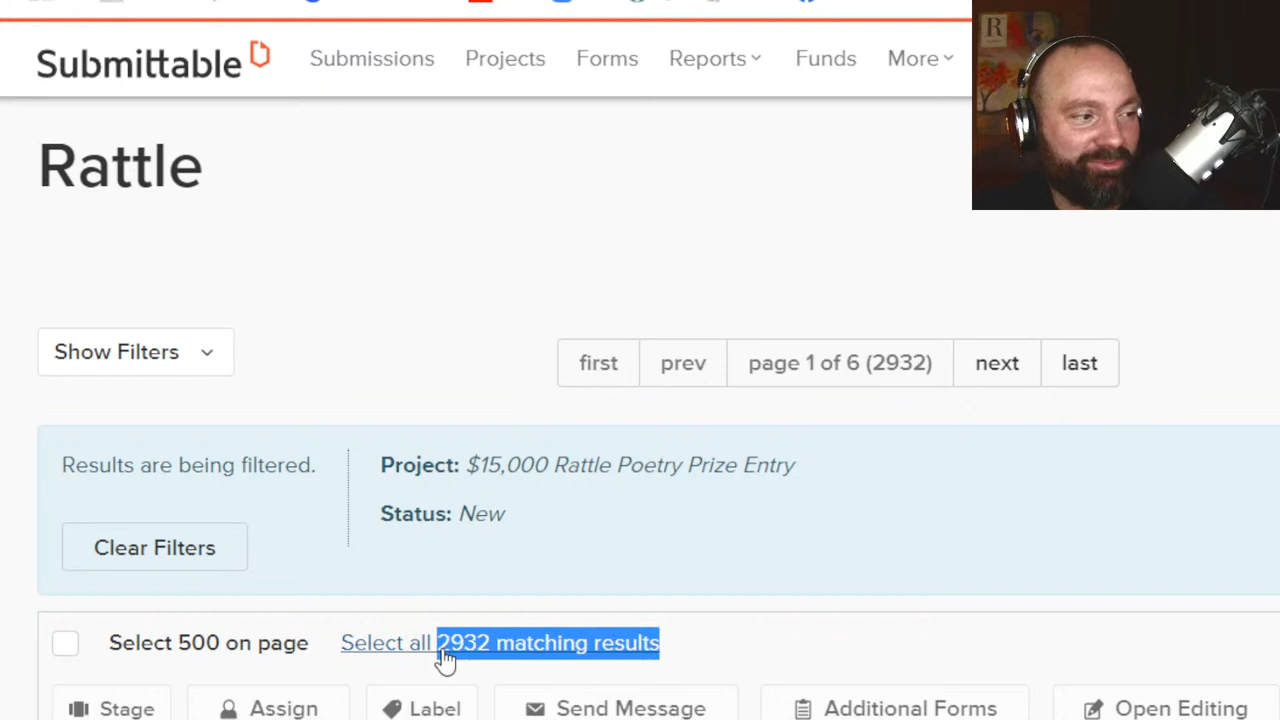 Submittable
Submissions Projects Forms Reports Funds More
R
Rattle
Show Filters
first prev page 1 of 6 (2932) next last
Results are being filtered.
Project: $15,000 Rattle Poetry Prize Entry
Status: New
Clear Filters
Select 500 on page Select all 2932 matching results
Stage Assign Label Send Message Additional Forms Open Editing